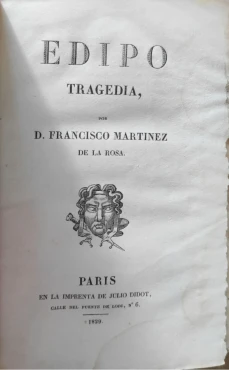 EDIPO
TRAGEDIA,
POR
D. FRANCISCO MARTINEZ
DE LA ROSA.
PARIS
EN LA IMPRENTA DE JULIO DIDOT,
CALLE DEL PUENTE DE LODI, Nº 6.
1829